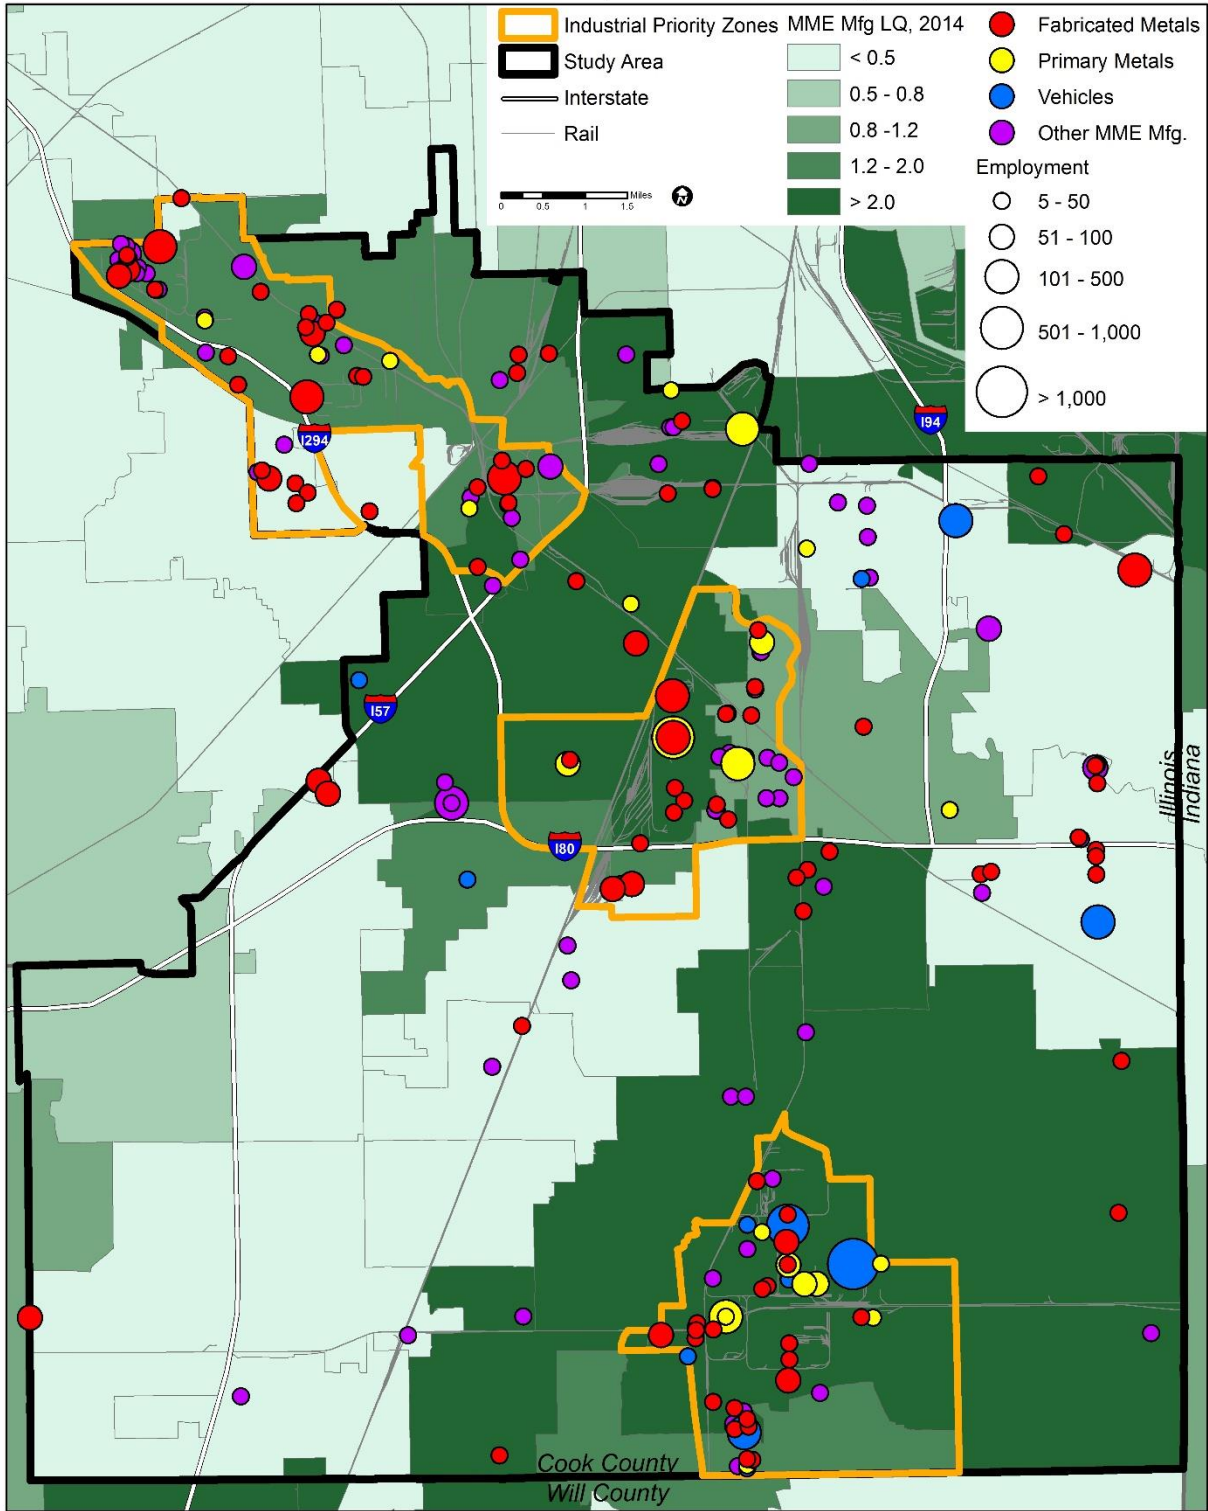 Industrial Priority Zones
Study Area
Interstate
Rail
0 0.5 1 1.5 Miles
N
MME Mfg LQ, 2014
< 0.5
0.5 - 0.8
0.8 -1.2
1.2 - 2.0
> 2.0
Fabricated Metals
Primary Metals
Vehicles
Other MME Mfg.
Employment
5 - 50
51 - 100
101 - 500
501 - 1,000
> 1,000
I94
I294
I57
I80
Illinois
Indiana
Cook County
Will County